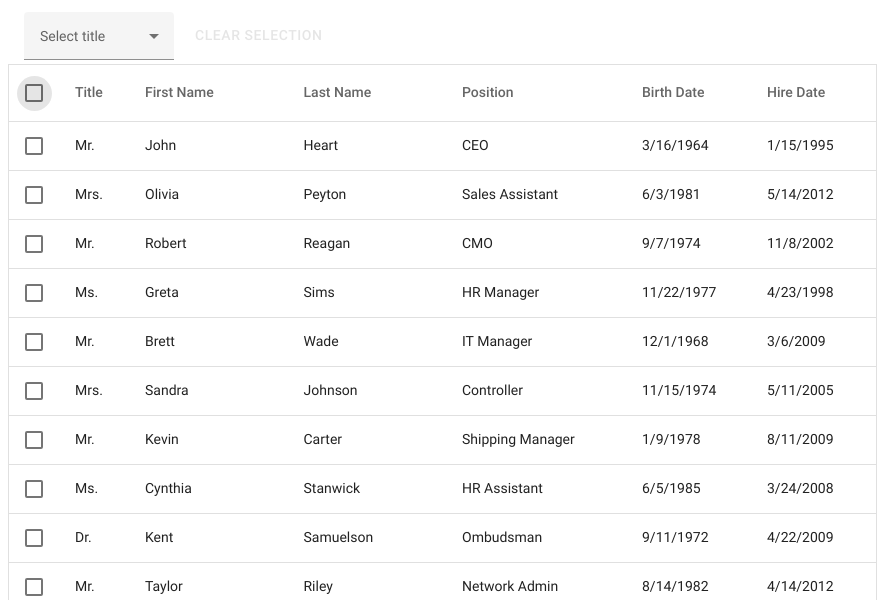 Select title CLEAR SELECTION
Title First Name Last Name Position Birth Date Hire Date
Mr. John Heart CEO 3/16/1964 1/15/1995
Mrs. Olivia Peyton Sales Assistant 6/3/1981 5/14/2012
Mr. Robert Reagan CMO 9/7/1974 11/8/2002
Ms. Greta Sims HR Manager 11/22/1977 4/23/1998
Mr. Brett Wade IT Manager 12/1/1968 3/6/2009
Mrs. Sandra Johnson Controller 11/15/1974 5/11/2005
Mr. Kevin Carter Shipping Manager 1/9/1978 8/11/2009
Ms. Cynthia Stanwick HR Assistant 6/5/1985 3/24/2008
Dr. Kent Samuelson Ombudsman 9/11/1972 4/22/2009
Mr. Taylor Riley Network Admin 8/14/1982 4/14/2012